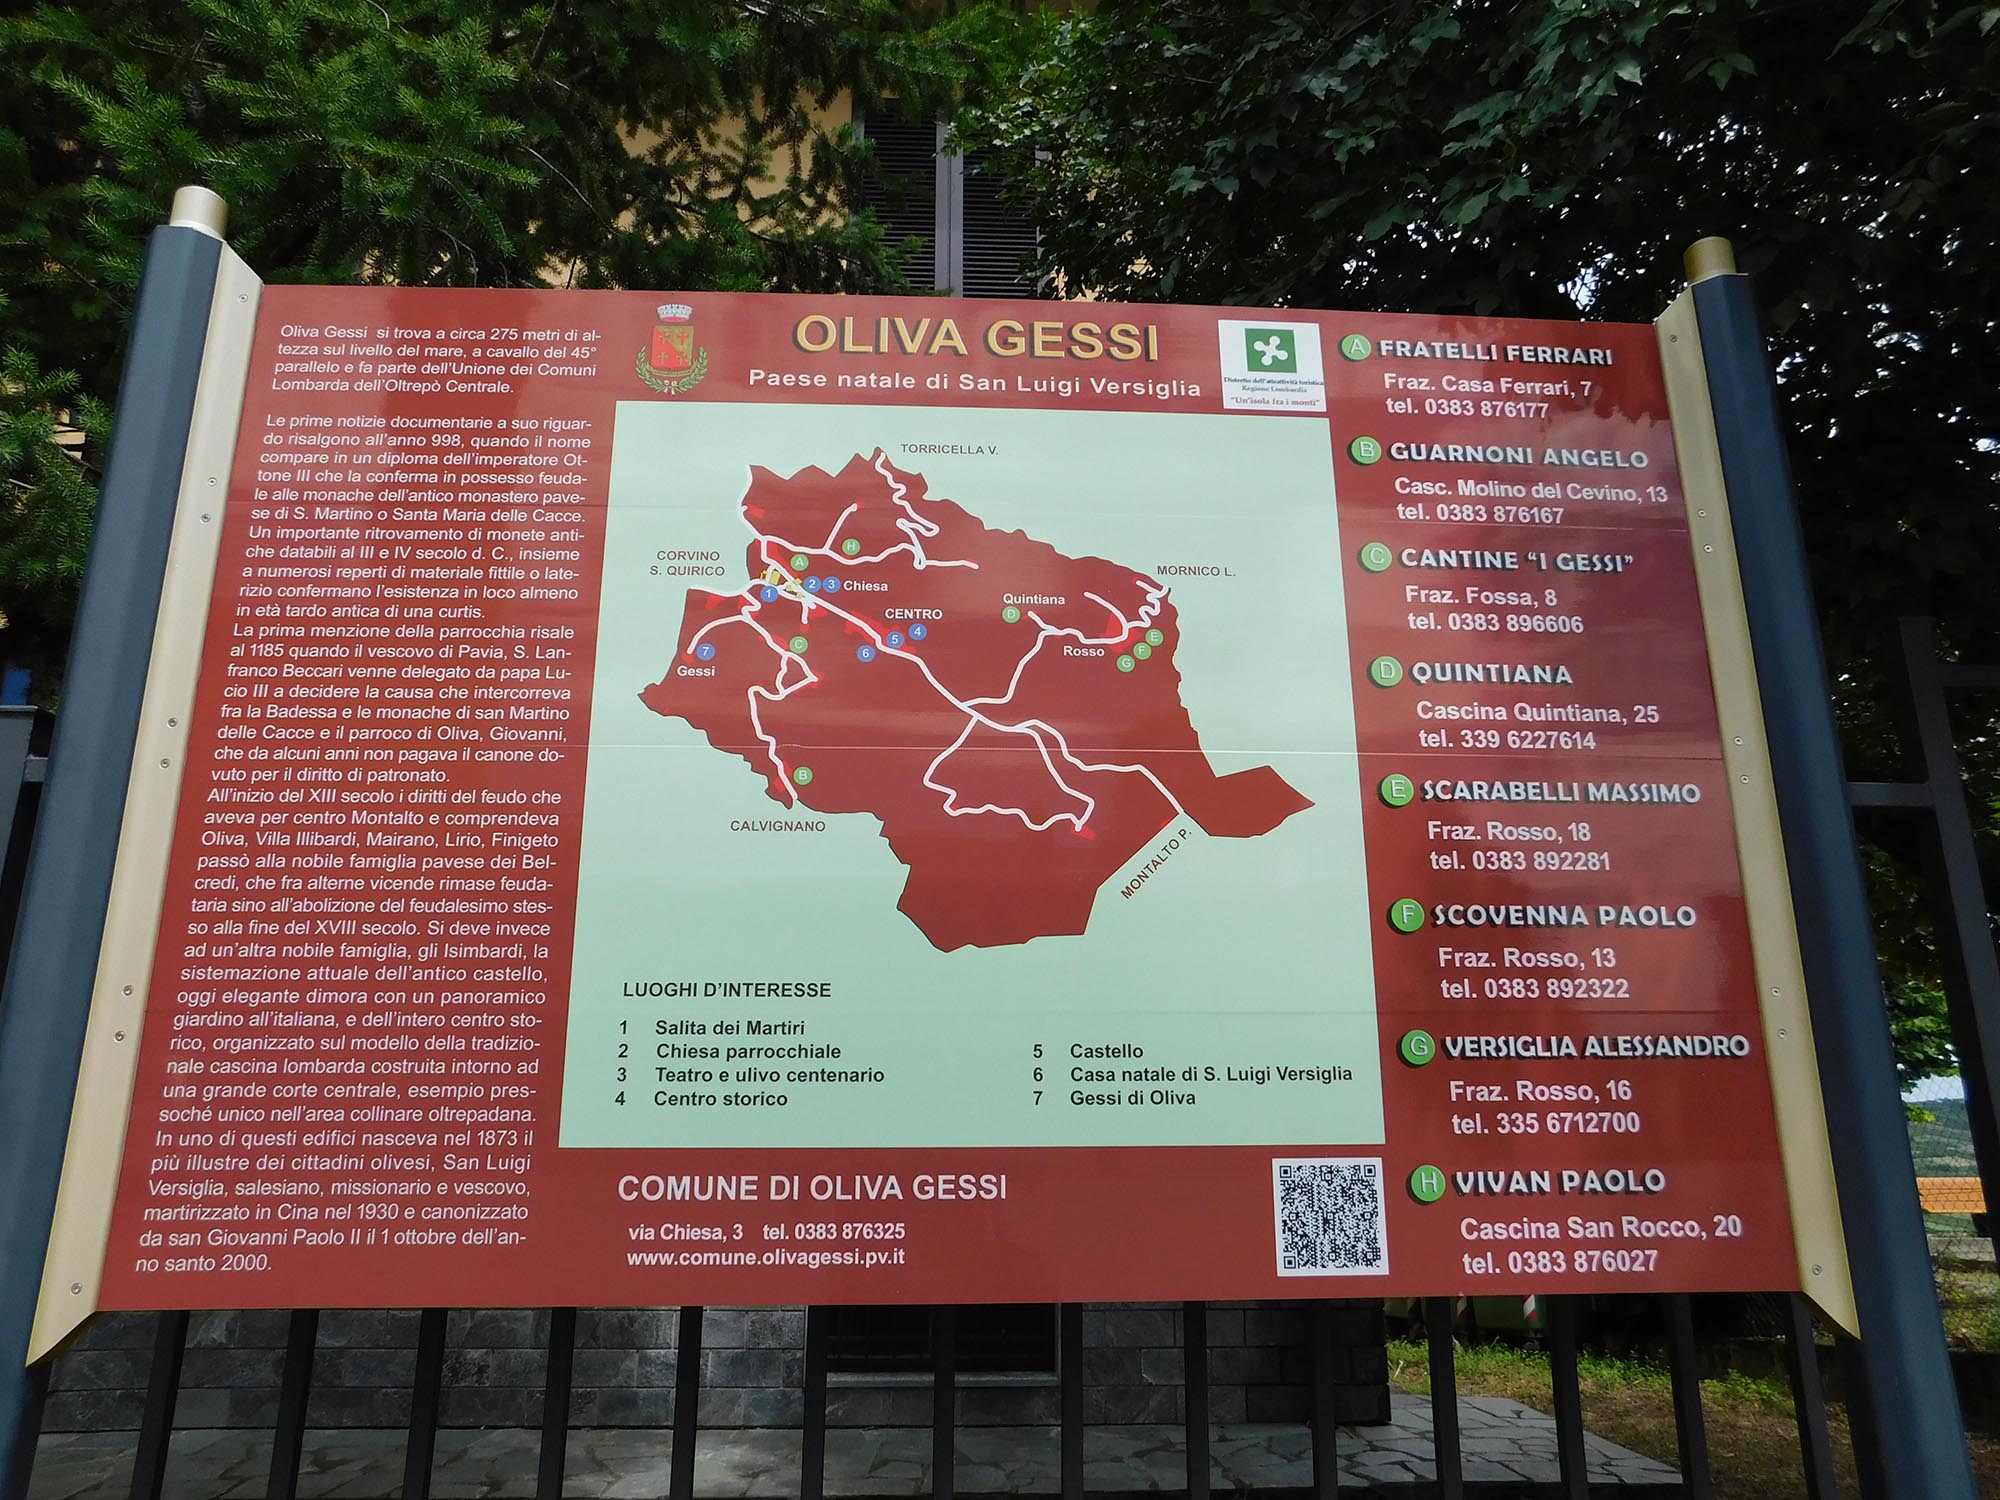 Oliva Gessi si trova a circa 275 metri di al-
tezza sul livello del mare, a cavallo del 45°
parallelo e fa parte dell'Unione dei Comuni
Lombarda dell'Oltrepò Centrale.
Le prime notizie documentarie a suo riguar-
do risalgono all'anno 998, quando il nome
compare in un diploma dell'imperatore Ot-
tone III che la conferma in possesso feuda-
le alle monache dell'antico monastero pave-
se di S. Martino o Santa Maria delle Cacce.
Un importante ritrovamento di monete anti-
che databili al III e IV secolo d. C., insieme
a numerosi reperti di materiale fittile o late-
rizio confermano l'esistenza in loco almeno
in età tardo antica di una curtis.
La prima menzione della parrocchia risale
al 1185 quando il vescovo di Pavia, S. Lan-
franco Beccari venne delegato da papa Lu-
cio III a decidere la causa che intercorreva
fra la Badessa e le monache di san Martino
delle Cacce e il parroco di Oliva, Giovanni,
che da alcuni anni non pagava il canone do-
vuto per il diritto di patronato.
All'inizio del XIII secolo i diritti del feudo che
aveva per centro Montalto e comprendeva
Oliva, Villa Illibardi, Mairano, Lirio, Finigeto
passò alla nobile famiglia pavese dei Bel-
credi, che fra alterne vicende rimase feuda-
taria sino all'abolizione del feudalesimo stes-
so alla fine del XVIII secolo. Si deve invece
ad un'altra nobile famiglia, gli Isimbardi, la
sistemazione attuale dell'antico castello,
oggi elegante dimora con un panoramico
giardino all'italiana, e dell'intero centro sto-
rico, organizzato sul modello della tradizio-
nale cascina lombarda costruita intorno ad
una grande corte centrale, esempio pres-
soché unico nell'area collinare oltrepadana.
In uno di questi edifici nasceva nel 1873 il
più illustre dei cittadini olivesi, San Luigi
Versiglia, salesiano, missionario e vescovo,
martirizzato in Cina nel 1930 e canonizzato
da san Giovanni Paolo II il 1 ottobre dell'an-
no santo 2000.
OLIVA GESSI
Paese natale di San Luigi Versiglia
Distretto dell'attrattività turistica
Regione Lombardia
"Un'isola fra i monti"
TORRICELLA V.
CORVINO
S. QUIRICO
MORNICO L.
H
A
1
2 3 Chiesa
CENTRO
5 4
6
Quintiana
D
Rosso
E
F
G
C
7
Gessi
B
CALVIGNANO
MONTALTO P.
LUOGHI D'INTERESSE
1 Salita dei Martiri
2 Chiesa parrocchiale
3 Teatro e ulivo centenario
4 Centro storico
5 Castello
6 Casa natale di S. Luigi Versiglia
7 Gessi di Oliva
COMUNE DI OLIVA GESSI
via Chiesa, 3 tel. 0383 876325
www.comune.olivagessi.pv.it
A FRATELLI FERRARI
Fraz. Casa Ferrari, 7
tel. 0383 876177
B GUARNONI ANGELO
Casc. Molino del Cevino, 13
tel. 0383 876167
C CANTINE "I GESSI"
Fraz. Fossa, 8
tel. 0383 896606
D QUINTIANA
Cascina Quintiana, 25
tel. 339 6227614
E SCARABELLI MASSIMO
Fraz. Rosso, 18
tel. 0383 892281
F SCOVENNA PAOLO
Fraz. Rosso, 13
tel. 0383 892322
G VERSIGLIA ALESSANDRO
Fraz. Rosso, 16
tel. 335 6712700
H VIVAN PAOLO
Cascina San Rocco, 20
tel. 0383 876027